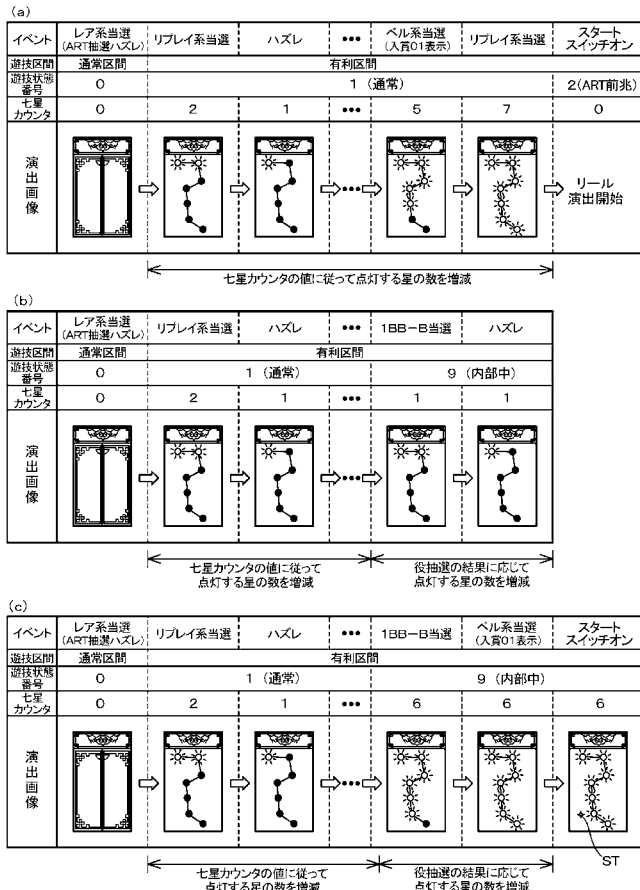 (a)
イベント レア系当選 リプレイ系当選 ハズレ ••• ベル系当選 リプレイ系当選 スタート
(ART抽選ハズレ) (入賞01表示) スイッチオン
遊技区間 通常区間 有利区間
遊技状態番号 0 1 (通常) 2(ART前兆)
七星カウンタ 0 2 1 ••• 5 7 0
演出画像 ••• リール
演出開始
七星カウンタの値に従って点灯する星の数を増減
(b)
イベント レア系当選 リプレイ系当選 ハズレ ••• 1BB−B当選 ハズレ
(ART抽選ハズレ)
遊技区間 通常区間 有利区間
遊技状態番号 0 1 (通常) 9 (内部中)
七星カウンタ 0 2 1 ••• 1 1
演出画像 •••
七星カウンタの値に従って 役抽選の結果に応じて
点灯する星の数を増減 点灯する星の数を増減
(c)
イベント レア系当選 リプレイ系当選 ハズレ ••• 1BB−B当選 ベル系当選 スタート
(ART抽選ハズレ) (入賞01表示) スイッチオン
遊技区間 通常区間 有利区間
遊技状態番号 0 1 (通常) 9 (内部中)
七星カウンタ 0 2 1 ••• 6 6 6
演出画像 •••
ST
七星カウンタの値に従って 役抽選の結果に応じて
点灯する星の数を増減 点灯する星の数を増減